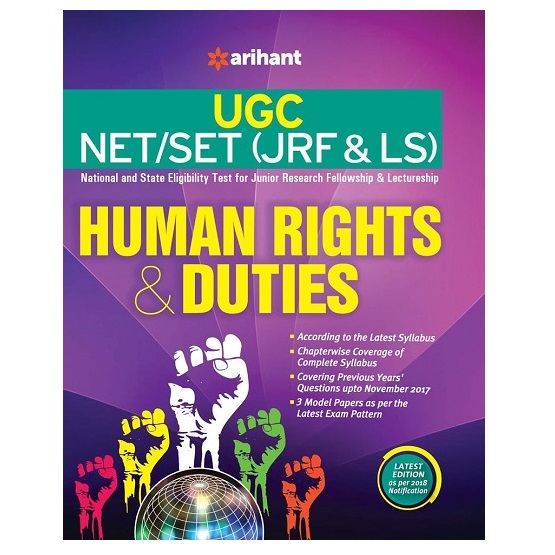 arihant
UGC
NET/SET (JRF & LS)
National and State Eligibility Test for Junior Research Fellowship & Lectureship
HUMAN RIGHTS
& DUTIES
According to the Latest Syllabus
Chapterwise Coverage of
Complete Syllabus
Covering Previous Years'
Questions upto November 2017
3 Model Papers as per the
Latest Exam Pattern
LATEST
EDITION
as per 2018
Notification